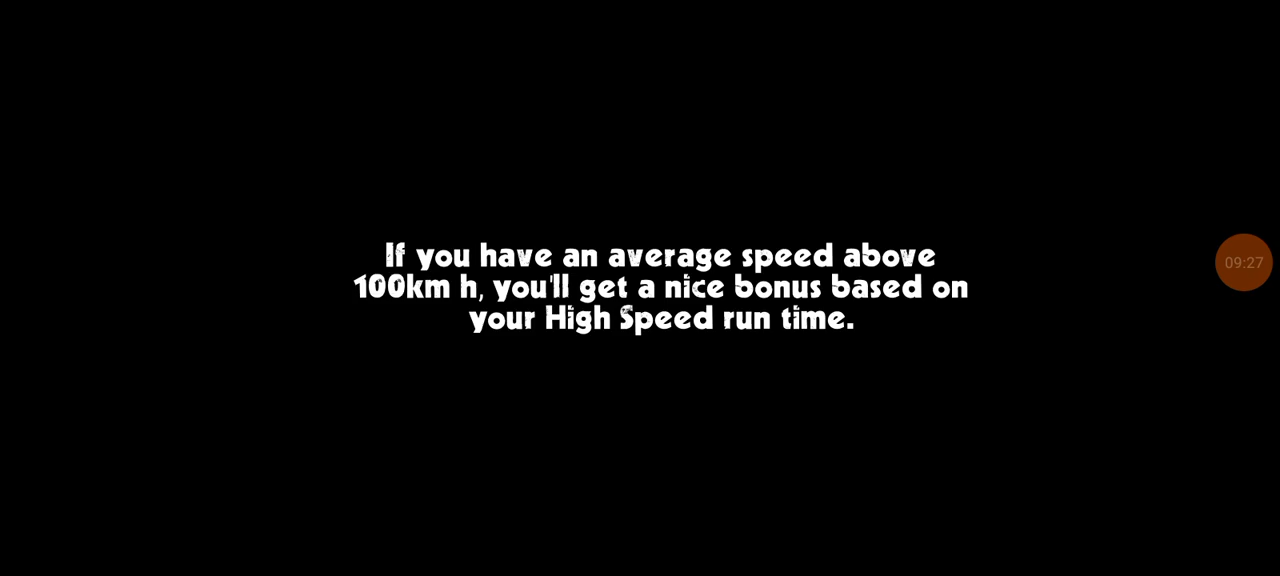 If you have an average speed above
100km h, you'll get a nice bonus based on
your High Speed run time.
09:27